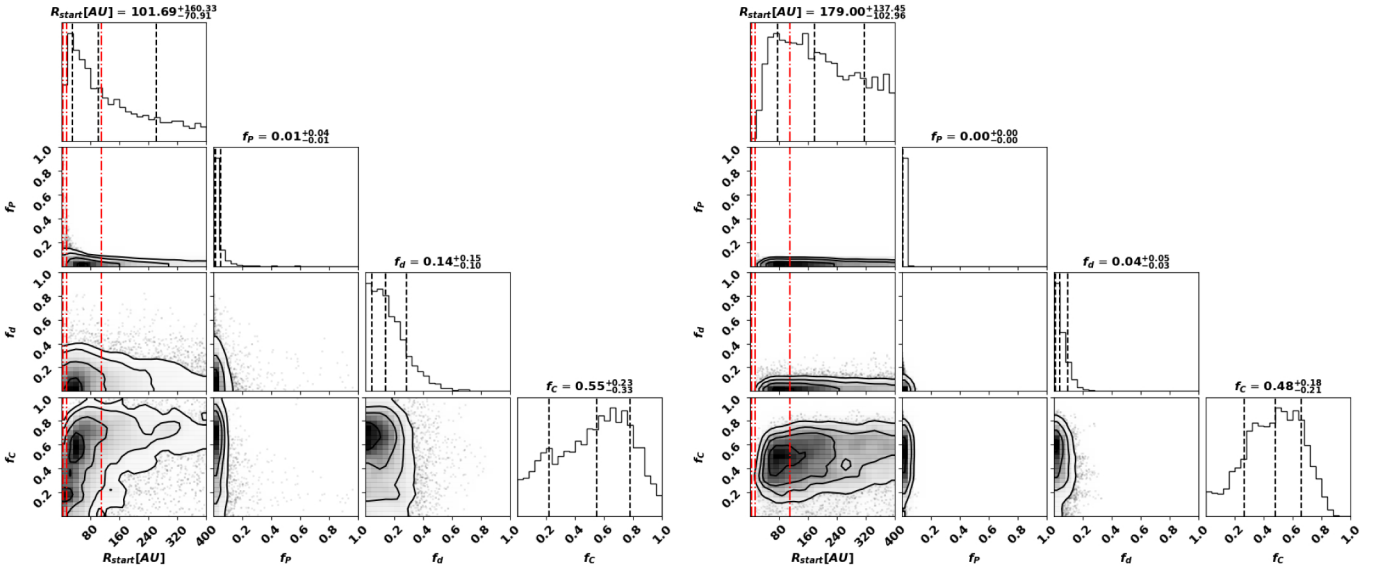 R_start[AU] = 101.69 +160.33 −70.91
R_start[AU] = 179.00 +137.45 −102.96
f_P = 0.01 +0.04 −0.01
f_P = 0.00 +0.00 −0.00
1.0 0.8 0.6 0.4 0.2
f_P
1.0 0.8 0.6 0.4 0.2
f_P
f_d = 0.14 +0.15 −0.10
f_d = 0.04 +0.05 −0.03
1.0 0.8 0.6 0.4 0.2
f_d
1.0 0.8 0.6 0.4 0.2
f_d
f_C = 0.55 +0.23 −0.33
f_C = 0.48 +0.18 −0.21
1.0 0.8 0.6 0.4 0.2
f_C
1.0 0.8 0.6 0.4 0.2
f_C
80 160 240 320 400 0.2 0.4 0.6 0.8 1.0 0.2 0.4 0.6 0.8 1.0 0.2 0.4 0.6 0.8 1.0
80 160 240 320 400 0.2 0.4 0.6 0.8 1.0 0.2 0.4 0.6 0.8 1.0 0.2 0.4 0.6 0.8 1.0
R_start[AU] f_P f_d f_C
R_start[AU] f_P f_d f_C